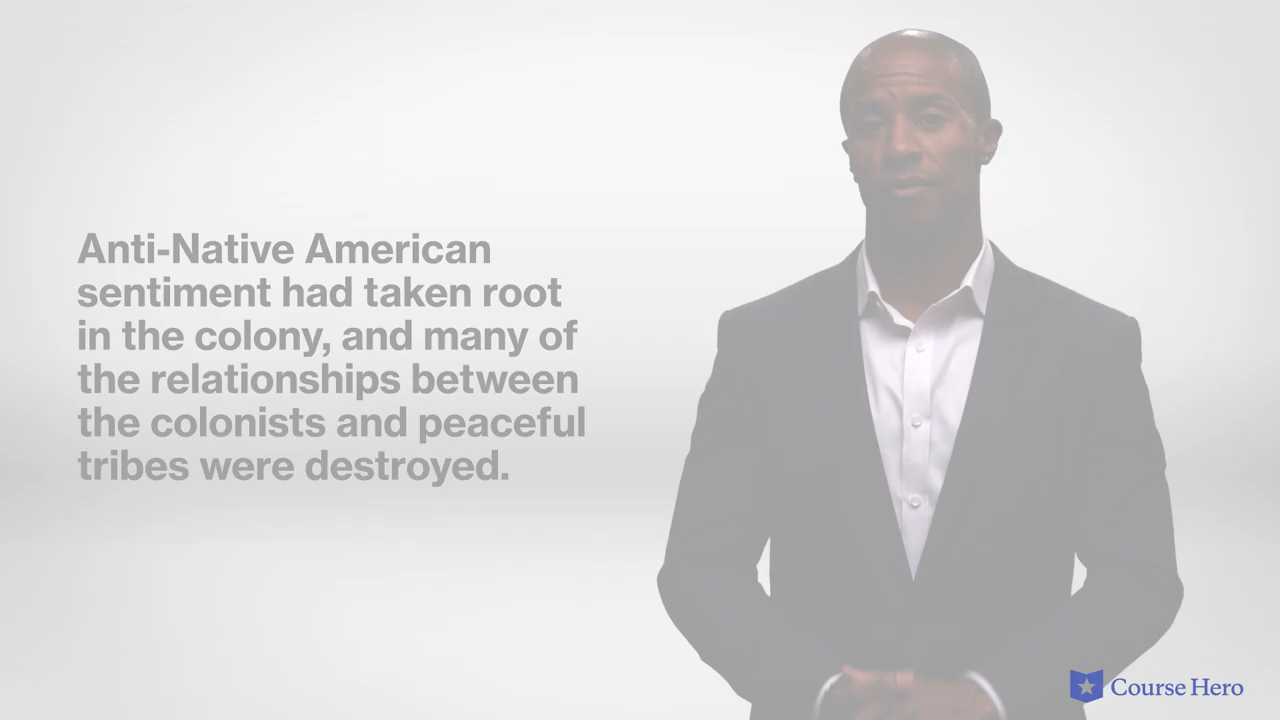 Anti-Native American
sentiment had taken root
in the colony, and many of
the relationships between
the colonists and peaceful
tribes were destroyed.
Course Hero